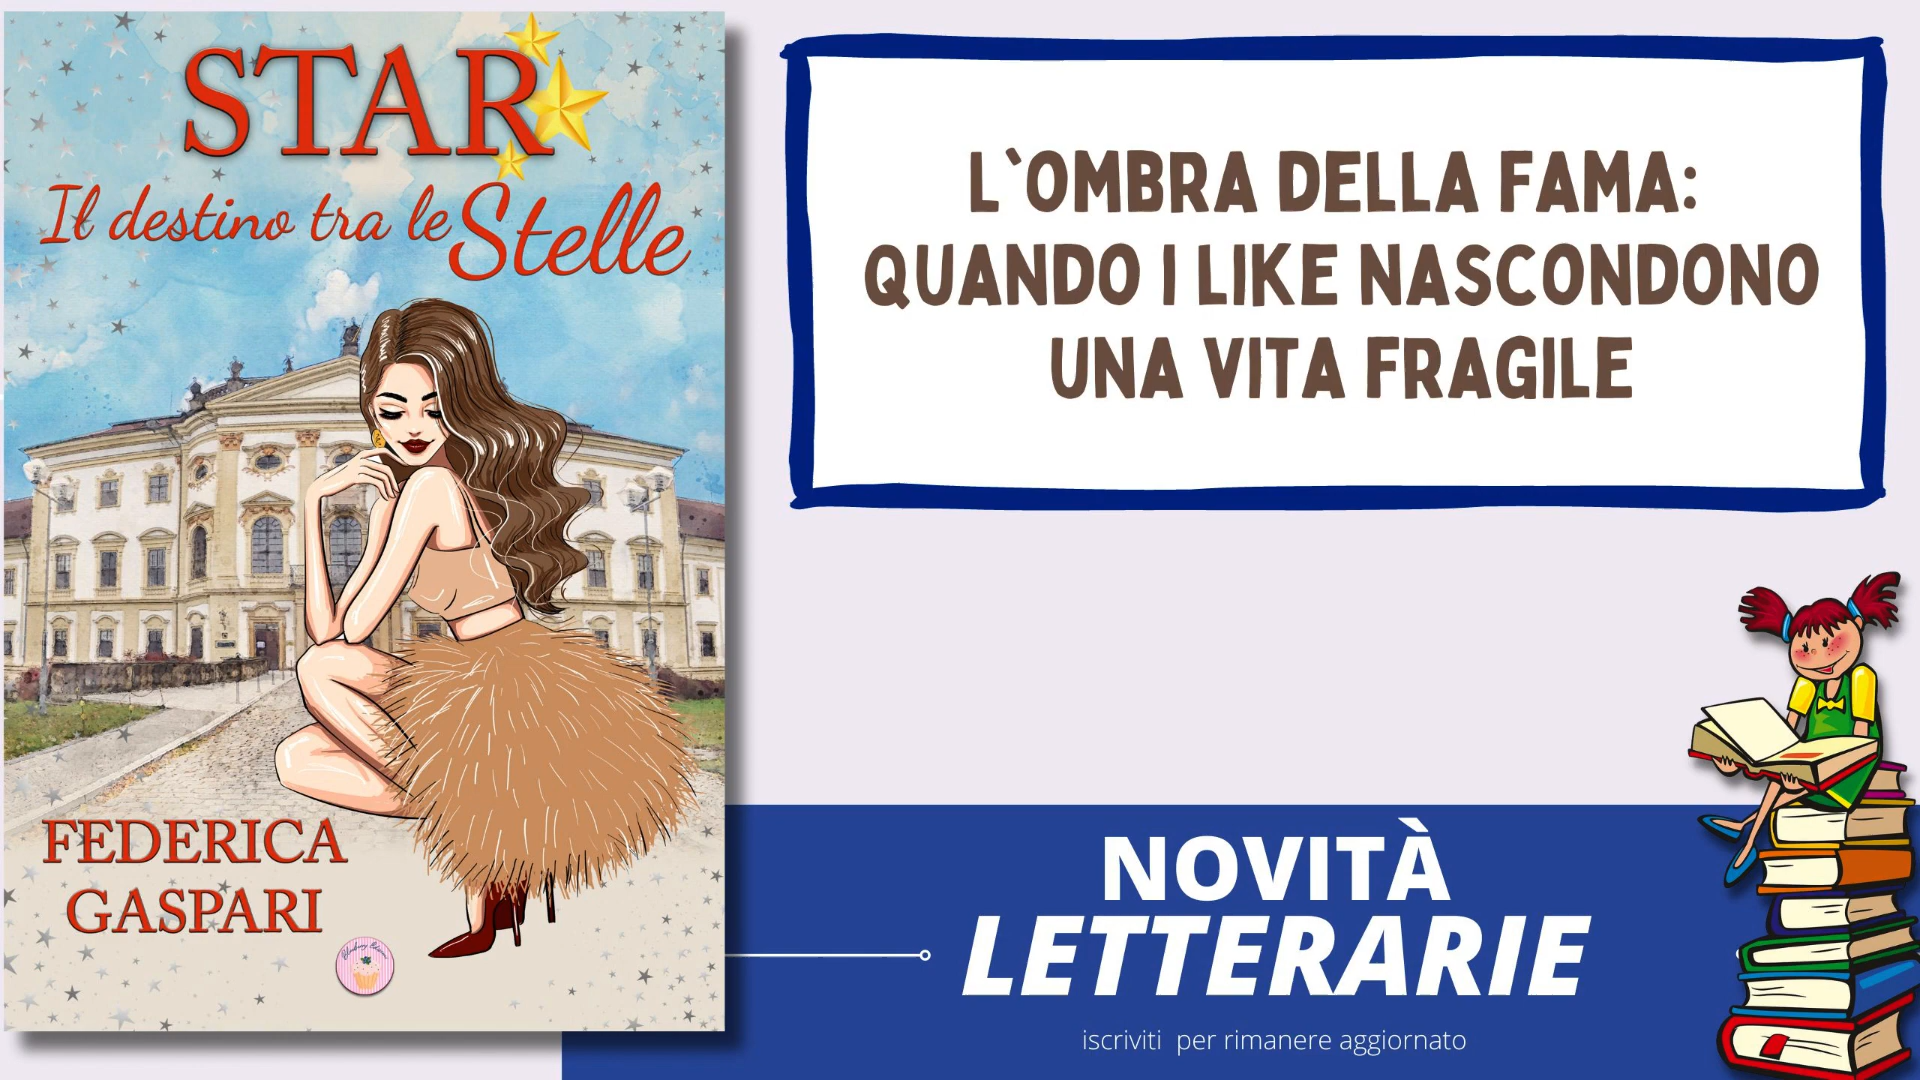 STAR
Il destino tra le Stelle
FEDERICA
GASPARI
L`OMBRA DELLA FAMA:
QUANDO I LIKE NASCONDONO
UNA VITA FRAGILE
NOVITÀ
LETTERARIE
iscriviti per rimanere aggiornato